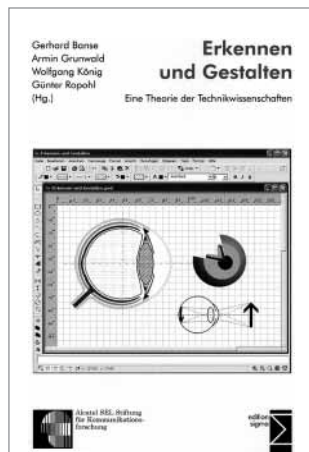 Gerhard Banse
Armin Grunwald
Wolfgang König
Günter Ropohl
(Hg.)
Erkennen
und Gestalten
Eine Theorie der Technikwissenschaften
Alcatel SEL Stiftung
für Kommunikations-
forschung
edition
sigma